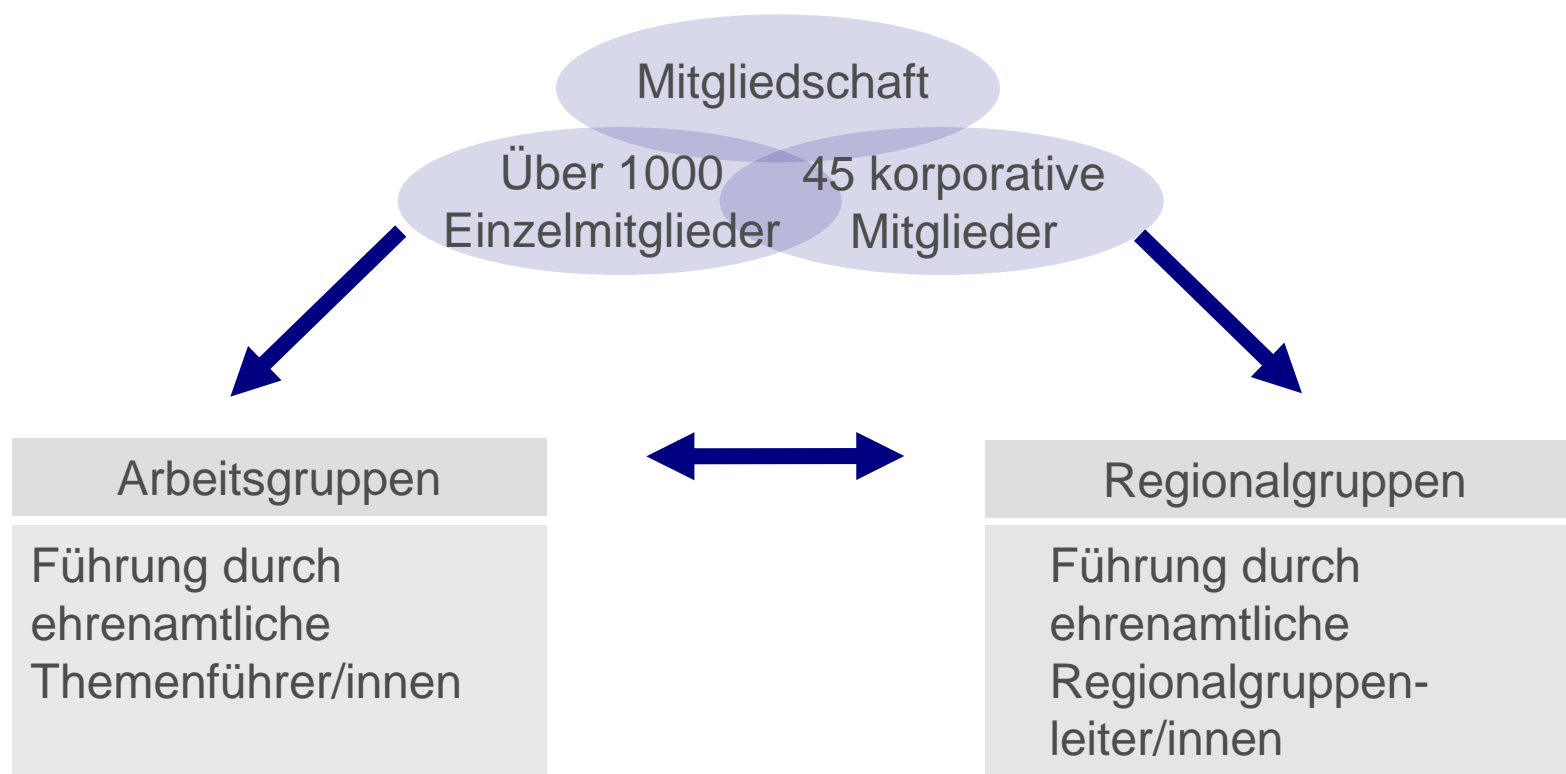 Mitgliedschaft
Über 1000
Einzelmitglieder
45 korporative
Mitglieder
Arbeitsgruppen
Führung durch
ehrenamtliche
Themenführer/innen
Regionalgruppen
Führung durch
ehrenamtliche
Regionalgruppen-
leiter/innen